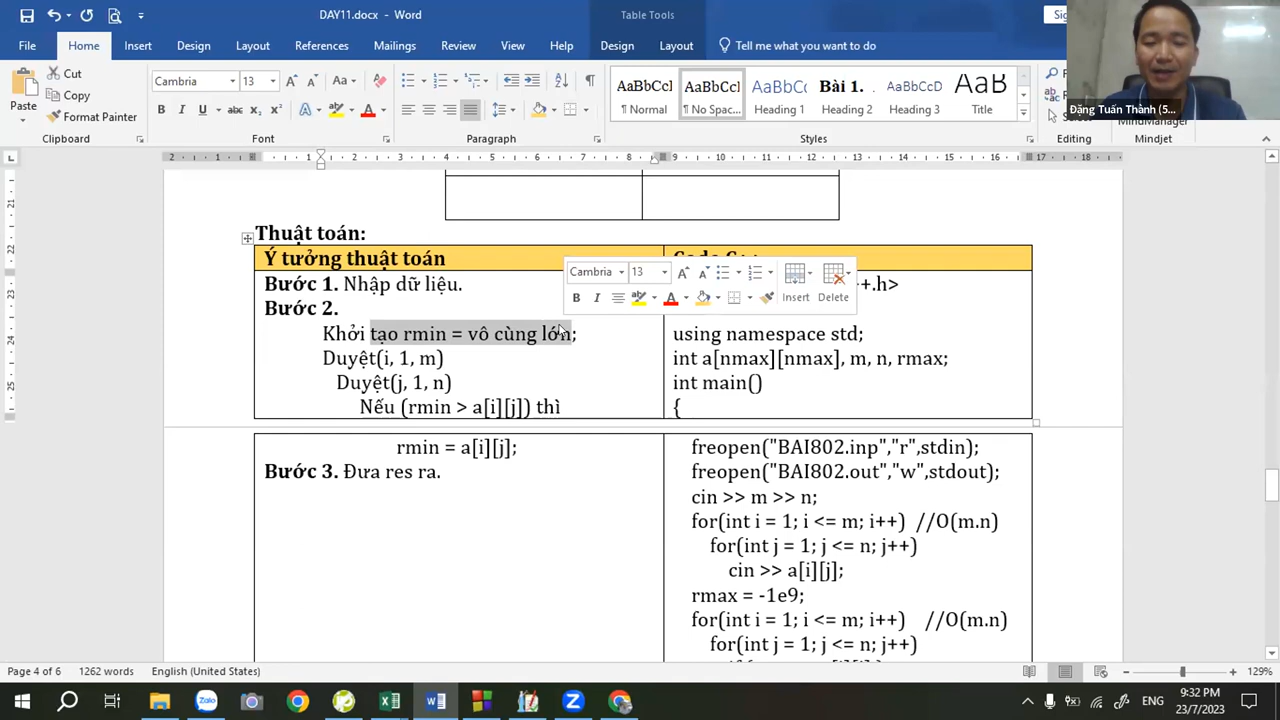 DAY11.docx - Word
Table Tools
File
Home
Insert
Design
Layout
References
Mailings
Review
View
Help
Design
Layout
Tell me what you want to do
Paste
Cut
Copy
Format Painter
Clipboard
Cambria
13
Font
Paragraph
AaBbCcI
¶ Normal
AaBbCcI
¶ No Spac...
AaBbCc
Heading 1
Bài 1.
Heading 2
AaBbCcD
Heading 3
AaB
Title
Styles
Editing
MindManager
Mindjet
Đặng Tuấn Thành (5...
Thuật toán:
Ý tưởng thuật toán
Bước 1. Nhập dữ liệu.
Bước 2.
Khởi tạo rmin = vô cùng lớn;
Duyệt(i, 1, m)
Duyệt(j, 1, n)
Nếu (rmin > a[i][j]) thì
rmin = a[i][j];
Bước 3. Đưa res ra.
Cambria
13
Insert
Delete
using namespace std;
int a[nmax][nmax], m, n, rmax;
int main()
{
freopen("BAI802.inp","r",stdin);
freopen("BAI802.out","w",stdout);
cin >> m >> n;
for(int i = 1; i <= m; i++) //O(m.n)
for(int j = 1; j <= n; j++)
cin >> a[i][j];
rmax = -1e9;
for(int i = 1; i <= m; i++) //O(m.n)
for(int j = 1; j <= n; j++)
Page 4 of 6
1262 words
English (United States)
129%
ENG
9:32 PM
23/7/2023